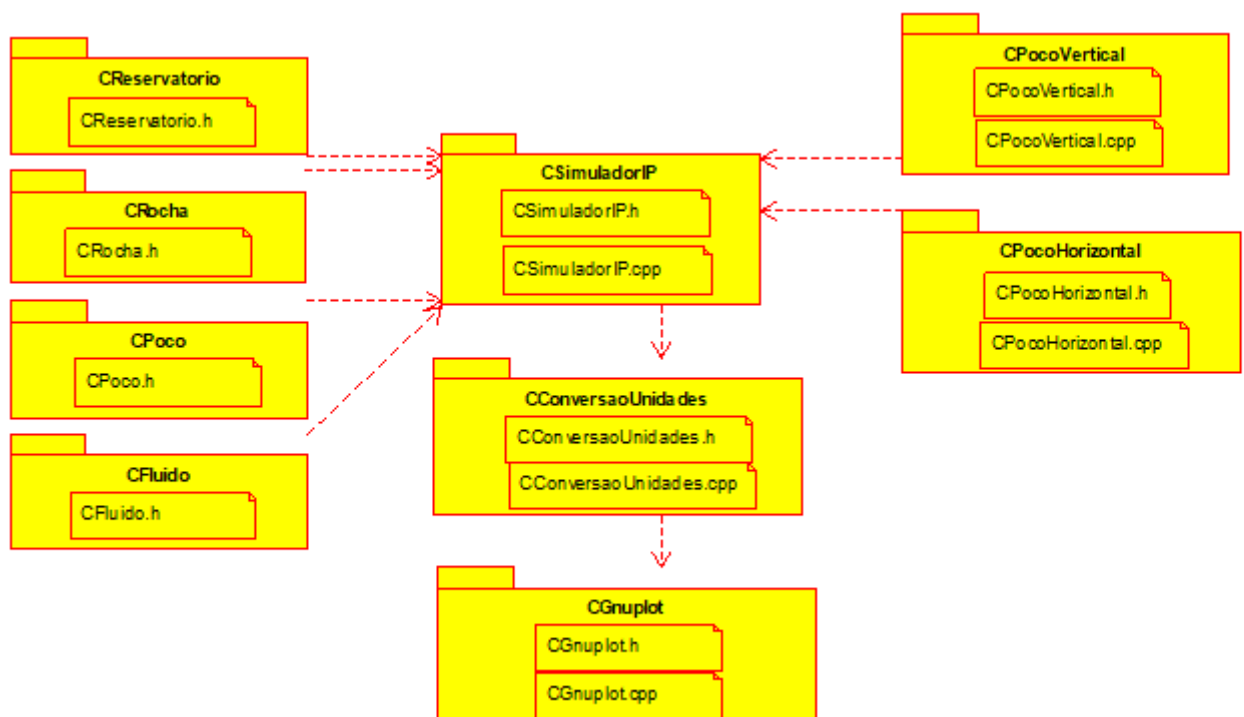 CReservatorio
CReservatorio.h
CRocha
CRocha.h
CPoco
CPoco.h
CFluido
CFluido.h
CSimuladorIP
CSimuladorIP.h
CSimuladorIP.cpp
CConversaoUnidades
CConversaoUnidades.h
CConversaoUnidades.cpp
CGnuplot
CGnuplot.h
CGnuplot.cpp
CPocoVertical
CPocoVertical.h
CPocoVertical.cpp
CPocoHorizontal
CPocoHorizontal.h
CPocoHorizontal.cpp